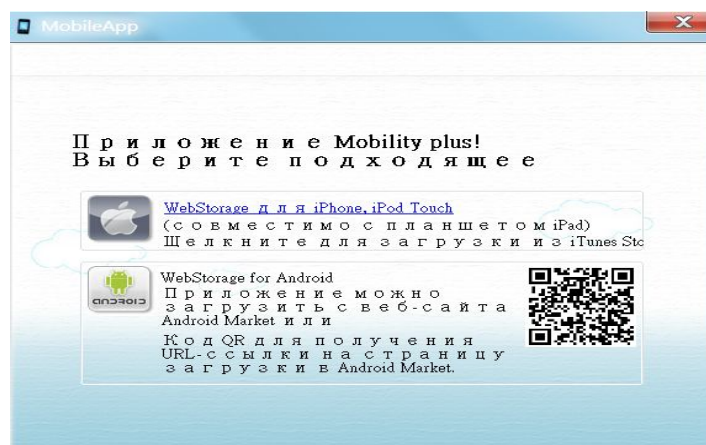 MobileApp
Приложение Mobility plus!
Выберите подходящее
WebStorage для iPhone, iPod Touch
(совместимо с планшетом iPad)
Щелкните для загрузки из iTunes Sto
WebStorage for Android
Приложение можно
загрузить с веб-сайта
Android Market или
Код QR для получения
URL-ссылки на страницу
загрузки в Android Market.
ANDROID